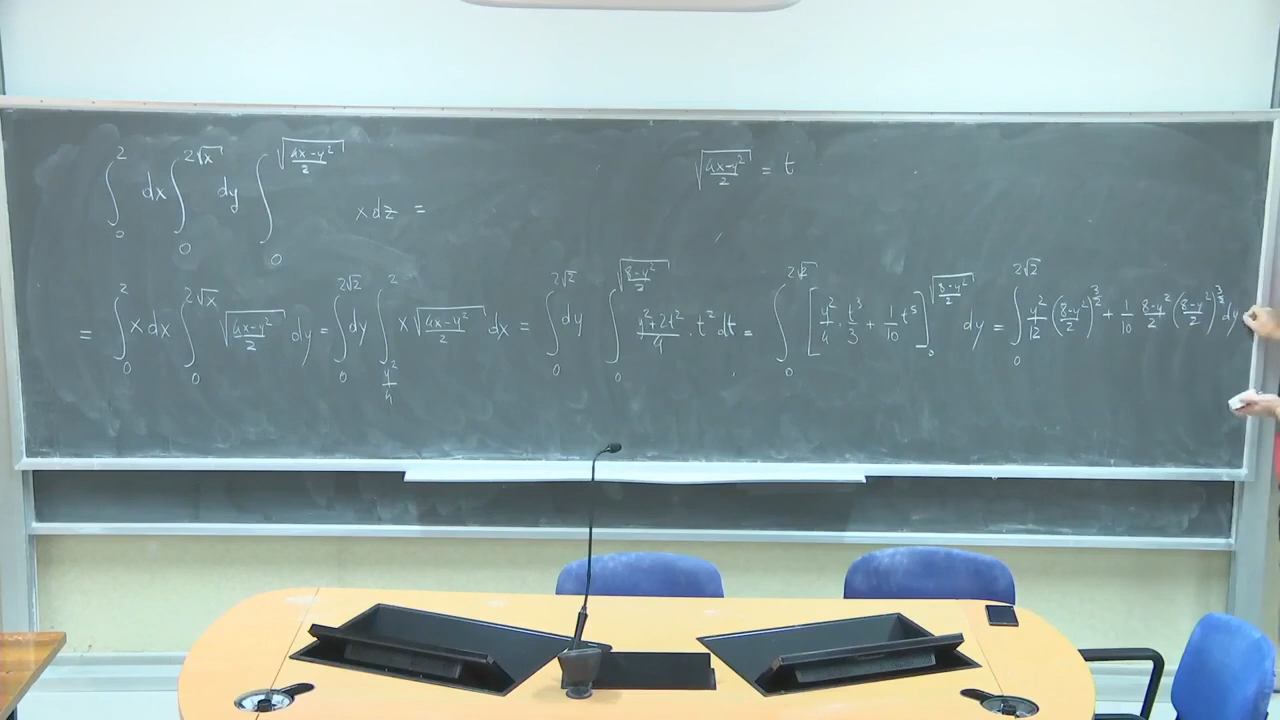 ∫₀² dx ∫₀^{2√x} dy ∫₀^{√((4x-y²)/2)} x dz =
√((4x-y²)/2) = t
= ∫₀² x dx ∫₀^{2√x} √((4x-y²)/2) dy = ∫₀^{2√2} dy ∫_{y²/4}^{2} x √((4x-y²)/2) dx = ∫₀^{2√2} dy ∫₀^{√((8-y²)/2)} (y²+2t²)/4 · t² dt = ∫₀^{2√2} [y²/4 · t³/3 + 1/10 t⁵]₀^{√((8-y²)/2)} dy = ∫₀^{2√2} y²/12 ((8-y²)/2)^{3/2} + 1/10 (8-y²)/2 ((8-y²)/2)^{3/2} dy